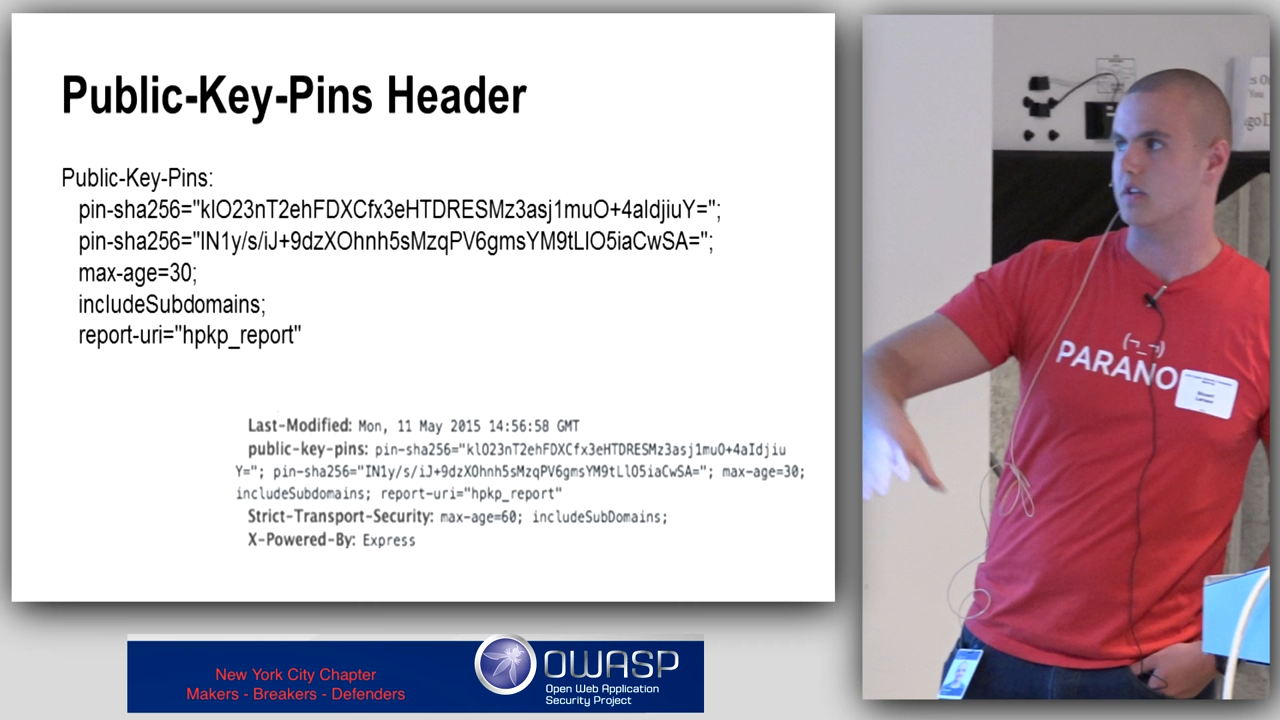 Public-Key-Pins Header
Public-Key-Pins:
pin-sha256="klO23nT2ehFDXCfx3eHTDRESMz3asj1muO+4aIdjiuY=";
pin-sha256="IN1y/s/iJ+9dzXOhnh5sMzqPV6gmsYM9tLlO5iaCwSA=";
max-age=30;
includeSubdomains;
report-uri="hpkp_report"
Last-Modified: Mon, 11 May 2015 14:56:58 GMT
public-key-pins: pin-sha256="klO23nT2ehFDXCfx3eHTDRESMz3asj1muO+4aIdjiu
Y="; pin-sha256="IN1y/s/iJ+9dzXOhnh5sMzqPV6gmsYM9tLlO5iaCwSA="; max-age=30;
includeSubdomains; report-uri="hpkp_report"
Strict-Transport-Security: max-age=60; includeSubDomains;
X-Powered-By: Express
New York City Chapter
Makers - Breakers - Defenders
OWASP
Open Web Application
Security Project
(¬_¬)
PARANO
You